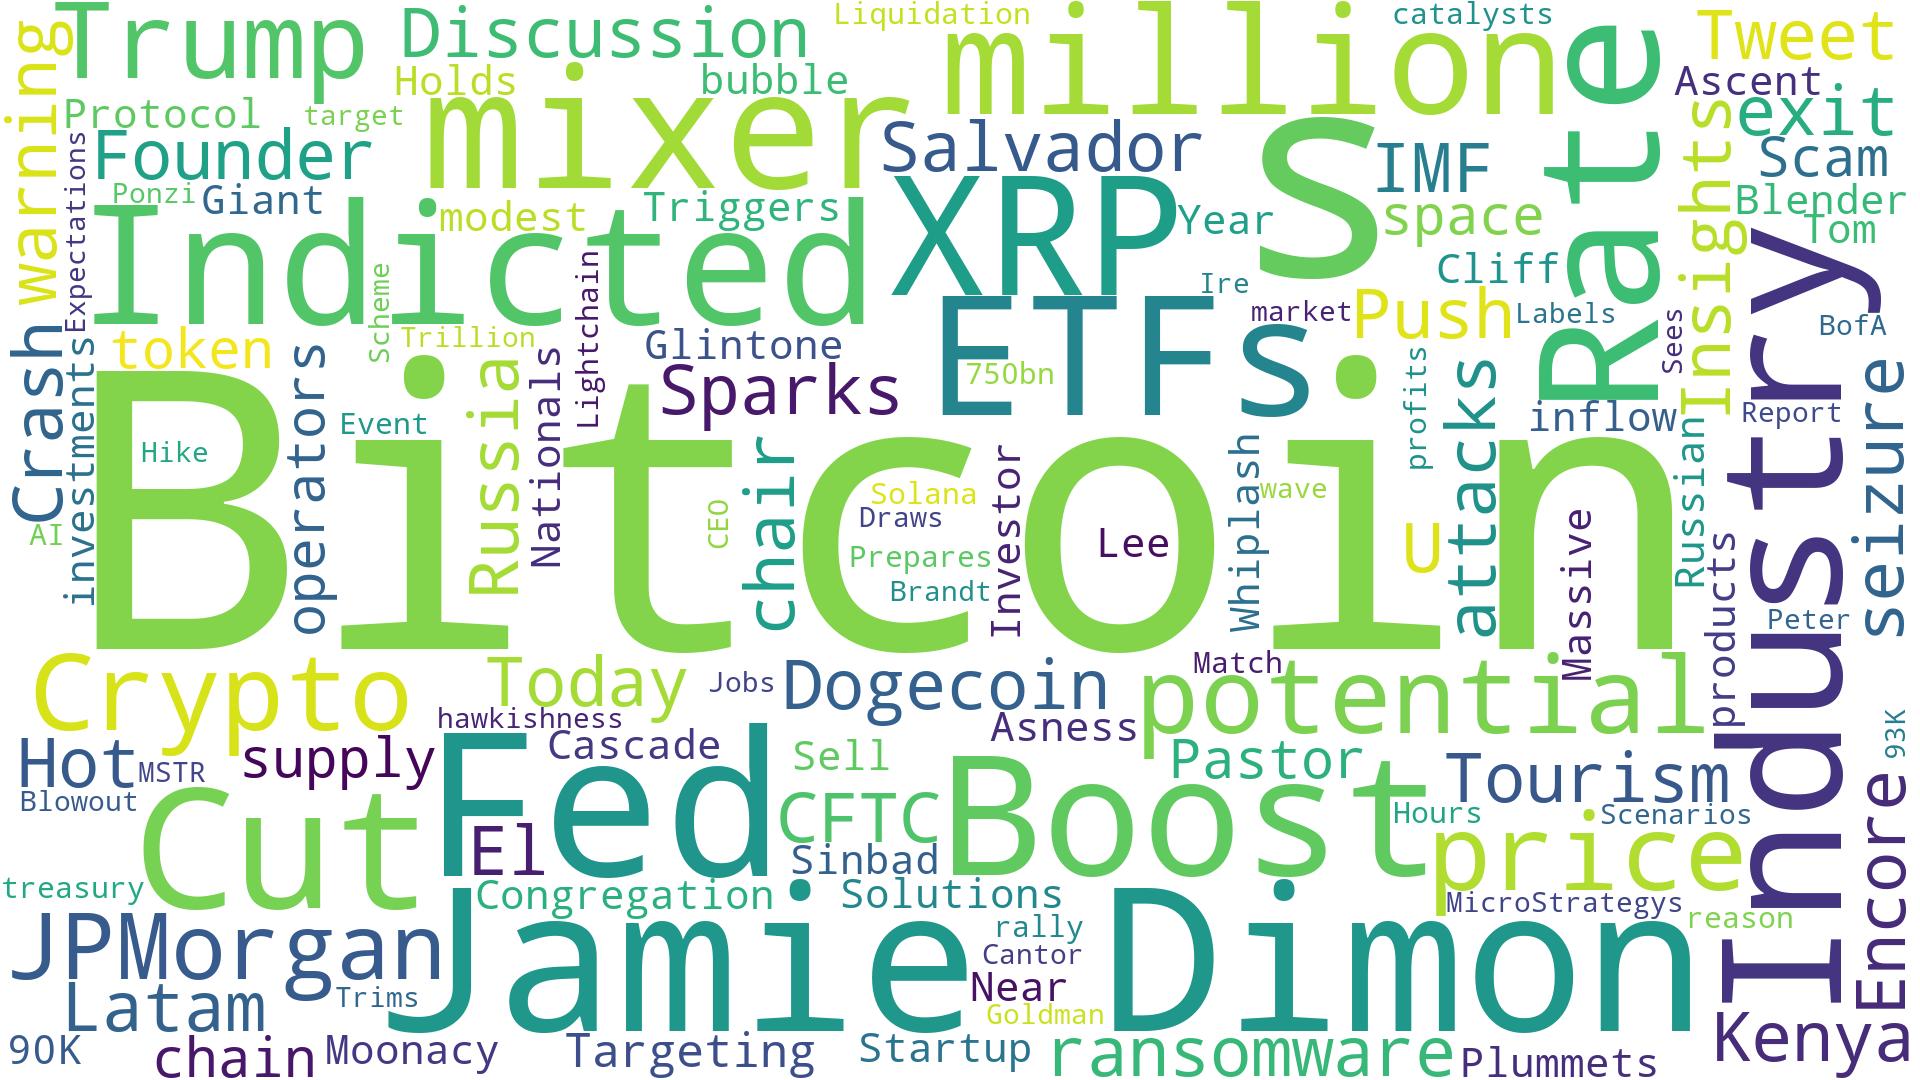 Trump
Discussion
Liquidation
million
catalysts
Tweet
warning
Holds
mixer
bubble
Rate
Ascent
Protocol
target
exit
Founder
Salvador
S
IMF
Insights
Scam
Expectations
Ponzi
Giant
Indicted
modest
Triggers
XRP
Year
space
Blender
Tom
Cliff
Industry
Scheme
Lightchain
Ire
ETFs
market
Push
Labels
Sees
BofA
Crash
investments
token
Trillion
Glintone
Sparks
750bn
operators
Russia
Nationals
profits
attacks
seizure
inflow
Report
Event
Hike
Bitcoin
chair
Investor
Whiplash
Russian
AI
CEO
Solana
Draws
wave
Prepares
Lee
U
Massive
products
Brandt
Peter
Crypto
Today
Jobs
Dogecoin
Match
potential
hawkishness
Asness
93K
Hot
MSTR
supply
Fed
Cascade
Sell
Boost
Pastor
Tourism
Blowout
Cut
El
CFTC
Hours
Scenarios
Encore
Sinbad
price
treasury
Congregation
Solutions
MicroStrategys
reason
JPMorgan
Jamie
rally
Dimon
Cantor
Latam
Trims
Near
Goldman
Kenya
90K
chain
Moonacy
Targeting
Startup
ransomware
Plummets